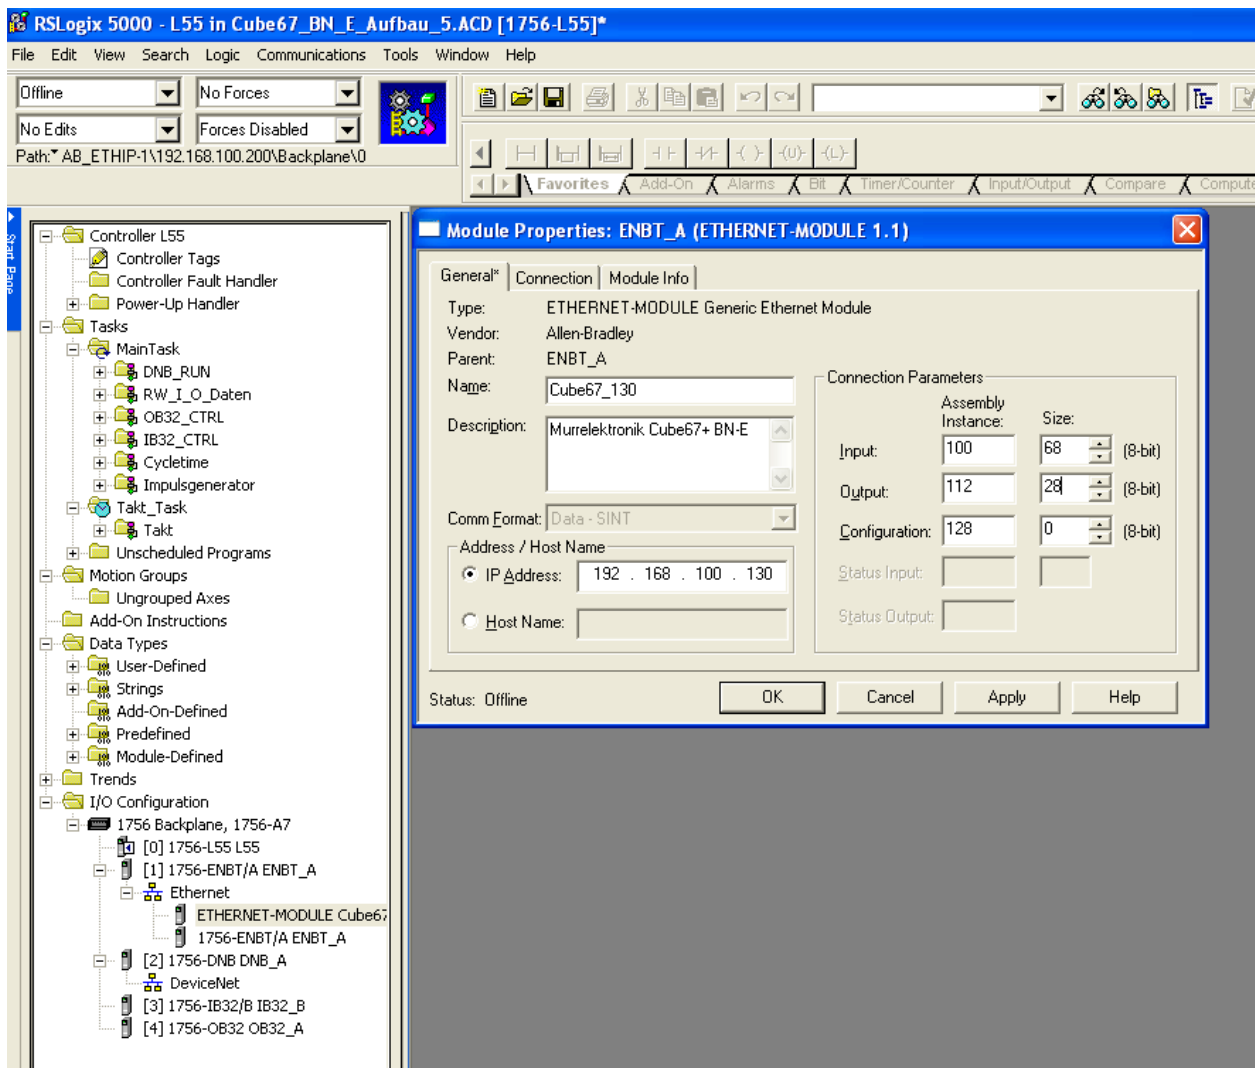 RSLogix 5000 - L55 in Cube67_BN_E_Aufbau_5.ACD [1756-L55]*
File Edit View Search Logic Communications Tools Window Help
Offline No Forces
No Edits Forces Disabled
Path:* AB_ETHIP-1\192.168.100.200\Backplane\0
Favorites Add-On Alarms Bit Timer/Counter Input/Output Compare Compute
Start Page
Controller L55
Controller Tags
Controller Fault Handler
Power-Up Handler
Tasks
MainTask
DNB_RUN
RW_I_O_Daten
OB32_CTRL
IB32_CTRL
Cycletime
Impulsgenerator
Takt_Task
Takt
Unscheduled Programs
Motion Groups
Ungrouped Axes
Add-On Instructions
Data Types
User-Defined
Strings
Add-On-Defined
Predefined
Module-Defined
Trends
I/O Configuration
1756 Backplane, 1756-A7
[0] 1756-L55 L55
[1] 1756-ENBT/A ENBT_A
Ethernet
ETHERNET-MODULE Cube67
1756-ENBT/A ENBT_A
[2] 1756-DNB DNB_A
DeviceNet
[3] 1756-IB32/B IB32_B
[4] 1756-OB32 OB32_A
Module Properties: ENBT_A (ETHERNET-MODULE 1.1)
General* Connection Module Info
Type: ETHERNET-MODULE Generic Ethernet Module
Vendor: Allen-Bradley
Parent: ENBT_A
Name: Cube67_130
Description: Murrelektronik Cube67+ BN-E
Comm Format: Data - SINT
Address / Host Name
IP Address: 192 . 168 . 100 . 130
Host Name:
Connection Parameters
Assembly
Instance: Size:
Input: 100 68 (8-bit)
Output: 112 28 (8-bit)
Configuration: 128 0 (8-bit)
Status Input:
Status Output:
Status: Offline OK Cancel Apply Help